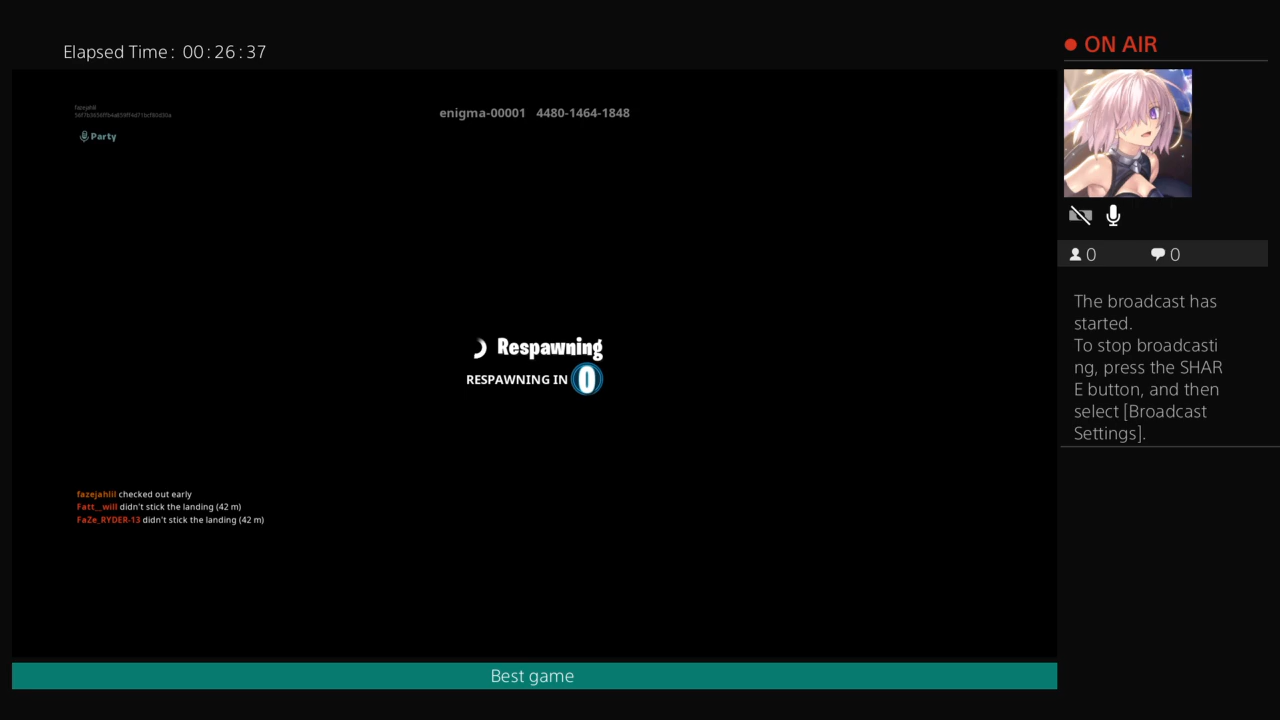 Elapsed Time: 00:26:37
ON AIR
fazejahlil
enigma-00001 4480-1464-1848
Party
0 0
The broadcast has
started.
To stop broadcasti
ng, press the SHAR
E button, and then
select [Broadcast
Settings].
Respawning
RESPAWNING IN 0
fazejahlil checked out early
Fatt__will didn't stick the landing (42 m)
FaZe_RYDER-13 didn't stick the landing (42 m)
Best game